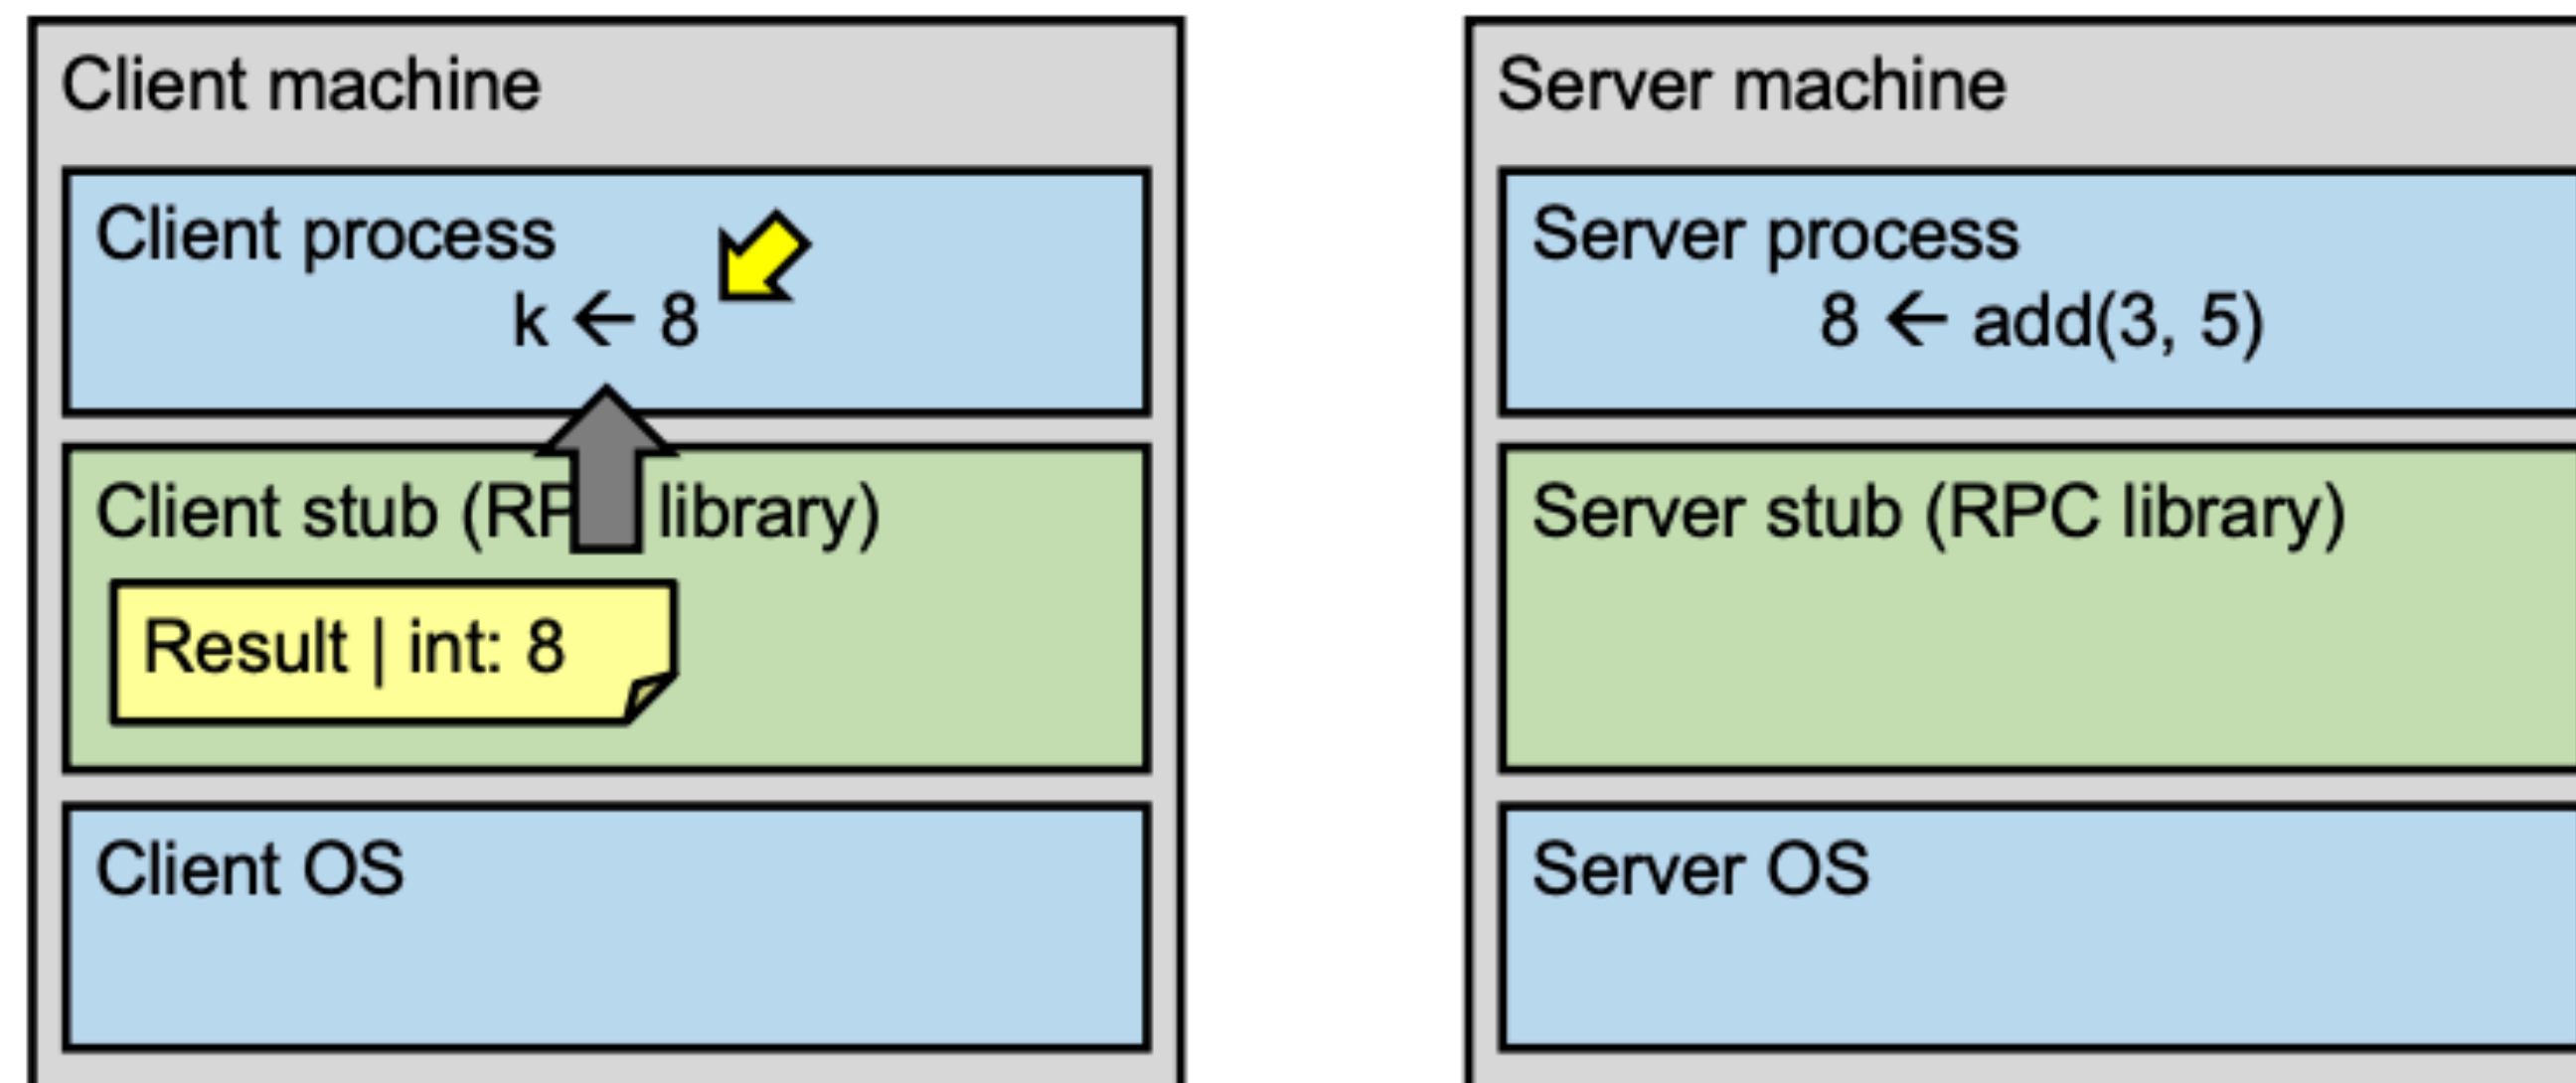 Client machine
Client process
k ← 8
Client stub (RP library)
Result | int: 8
Client OS
Server machine
Server process
8 ← add(3, 5)
Server stub (RPC library)
Server OS